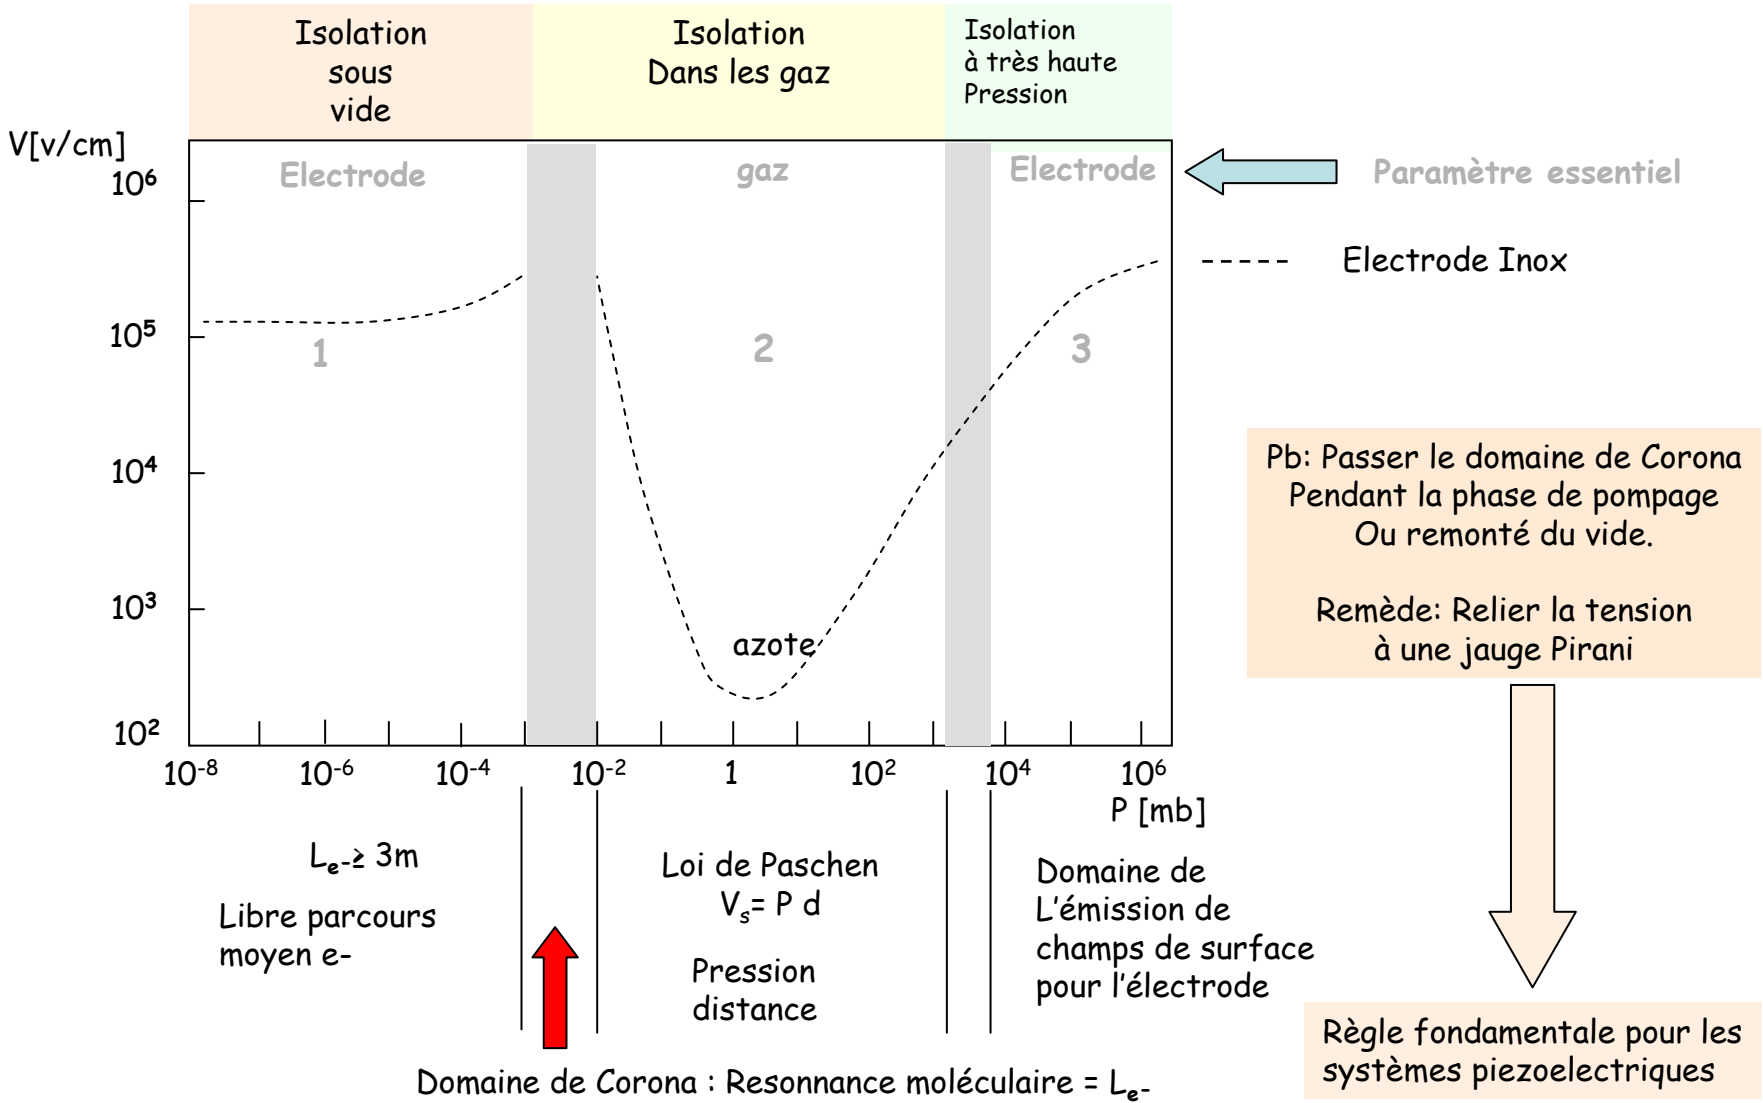 Isolation
sous
vide
Isolation
Dans les gaz
Isolation
à très haute
Pression
V[v/cm]
Electrode
gaz
Electrode
Paramètre essentiel
10⁶
Electrode Inox
10⁵
1
2
3
10⁴
10³
azote
10²
10⁻⁸ 10⁻⁶ 10⁻⁴ 10⁻² 1 10² 10⁴ 10⁶
P [mb]
Pb: Passer le domaine de Corona
Pendant la phase de pompage
Ou remonté du vide.
Remède: Relier la tension
à une jauge Pirani
Lₑ₋≥ 3m
Libre parcours
moyen e-
Loi de Paschen
Vₛ= P d
Pression
distance
Domaine de
L'émission de
champs de surface
pour l'électrode
Règle fondamentale pour les
systèmes piezoelectriques
Domaine de Corona : Resonnance moléculaire = Lₑ₋